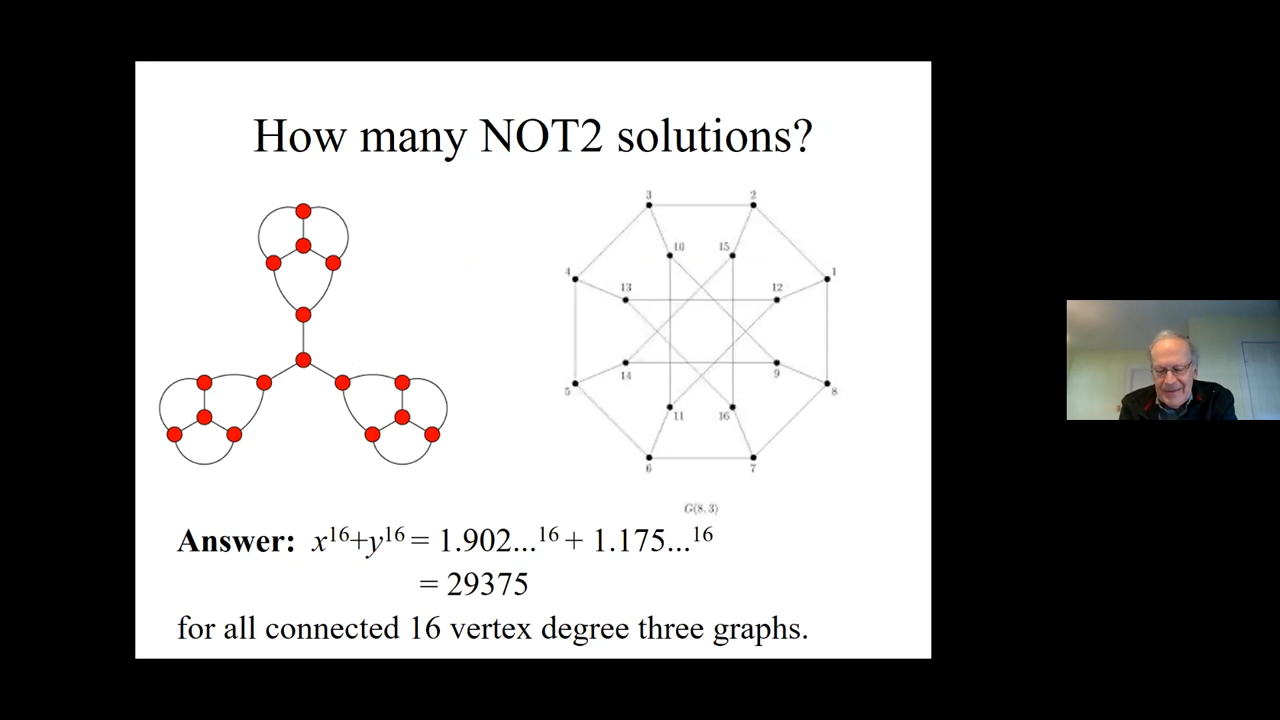 How many NOT2 solutions?
3 2
10 15
4 1
13 12
14 9
5 8
11 16
6 7
G(8, 3)
Answer: x¹⁶+y¹⁶ = 1.902...¹⁶ + 1.175...¹⁶
= 29375
for all connected 16 vertex degree three graphs.